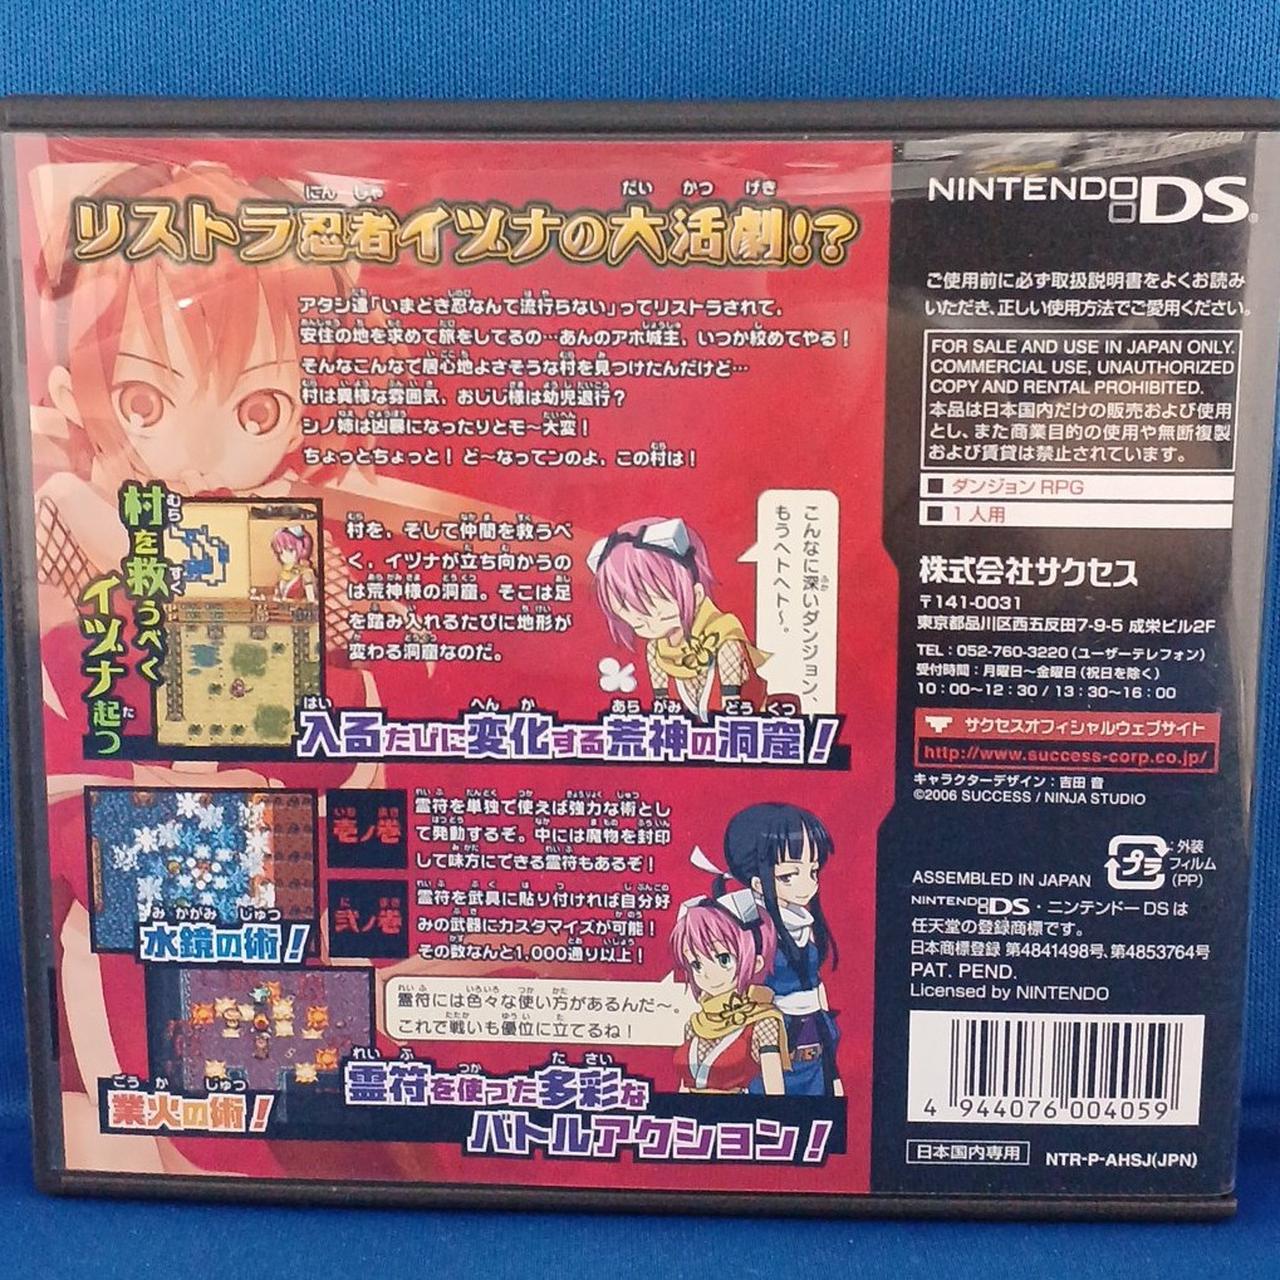 リストラ忍者イヅナの大活劇!?
アタシ達「いまどき忍なんて流行らない」ってリストラされて、
安住の地を求めて旅をしてるの…あんのアホ城主、いつか絞めてやる!
そんなこんなで居心地よさそうな村を見つけたんだけど…
村は異様な雰囲気、おじじ様は幼児退行?
シノ姉は凶暴になったりとモ〜大変!
ちょっとちょっと! ど〜なってンのよ、この村は!
村を救うべく
イヅナ起つ
村を、そして仲間を救うべ
く、イヅナが立ち向かうの
は荒神様の洞窟。そこは足
を踏み入れるたびに地形が
変わる洞窟なのだ。
こんなに深いダンジョン、
もうヘトヘト〜。
入るたびに変化する荒神の洞窟!
水鏡の術!
壱ノ巻
霊符を単独で使えば強力な術とし
て発動するぞ。中には魔物を封印
して味方にできる霊符もあるぞ!
弐ノ巻
霊符を武具に貼り付ければ自分好
みの武器にカスタマイズが可能!
その数なんと1,000通り以上!
霊符には色々な使い方があるんだ〜。
これで戦いも優位に立てるね!
業火の術!
霊符を使った多彩な
バトルアクション!
NINTENDO DS
ご使用前に必ず取扱説明書をよくお読み
いただき、正しい使用方法でご愛用ください。
FOR SALE AND USE IN JAPAN ONLY.
COMMERCIAL USE, UNAUTHORIZED
COPY AND RENTAL PROHIBITED.
本品は日本国内だけの販売および使用
とし、また商業目的の使用や無断複製
および賃貸は禁止されています。
■ ダンジョンRPG
■ 1人用
株式会社サクセス
〒141-0031
東京都品川区西五反田7-9-5 成栄ビル2F
TEL:052-760-3220(ユーザーテレフォン)
受付時間:月曜日〜金曜日(祝日を除く)
10:00〜12:30 / 13:30〜16:00
サクセスオフィシャルウェブサイト
http://www.success-corp.co.jp/
キャラクターデザイン:吉田 音
©2006 SUCCESS / NINJA STUDIO
プラ
:外装
フィルム
(PP)
ASSEMBLED IN JAPAN
NINTENDO DS・ニンテンドーDSは
任天堂の登録商標です。
日本商標登録 第4841498号、第4853764号
PAT. PEND.
Licensed by NINTENDO
4 944076 004059
日本国内専用
NTR-P-AHSJ(JPN)